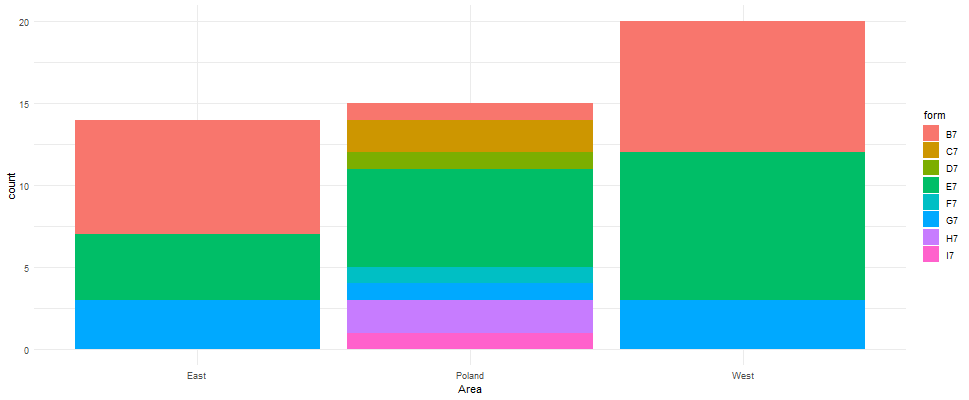 20
15
10
5
0
count
East
Poland
West
Area
form
B7
C7
D7
E7
F7
G7
H7
I7